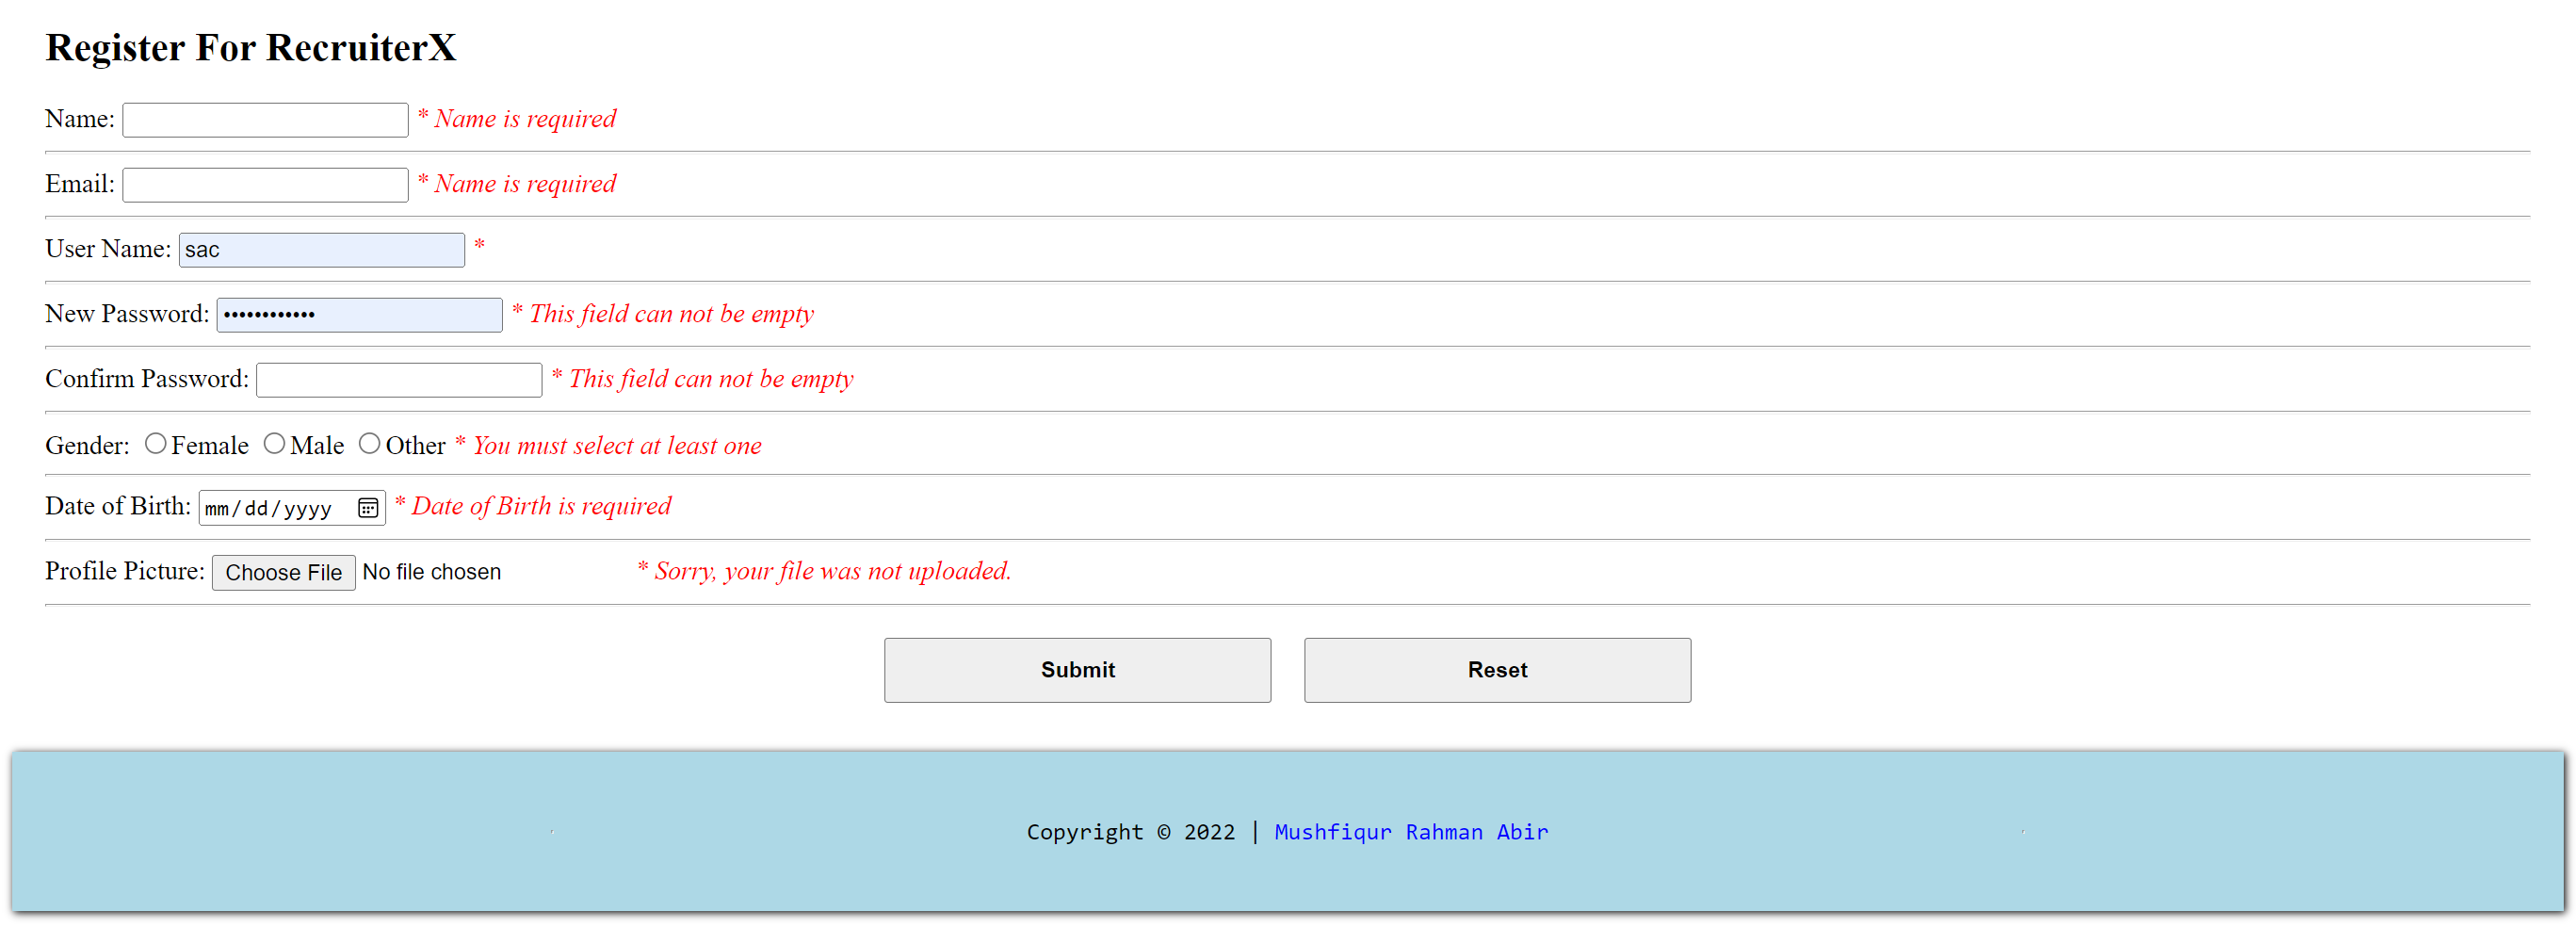 Register For RecruiterX
Name: * Name is required
Email: * Name is required
User Name: sac *
New Password: •••••••••••• * This field can not be empty
Confirm Password: * This field can not be empty
Gender: Female Male Other * You must select at least one
Date of Birth: mm/dd/yyyy * Date of Birth is required
Profile Picture: Choose File No file chosen * Sorry, your file was not uploaded.
Submit Reset
Copyright © 2022 | Mushfiqur Rahman Abir